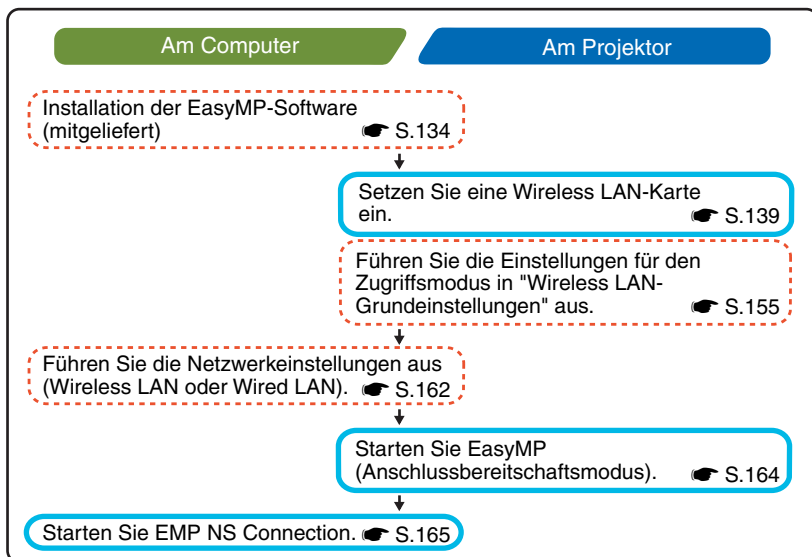 Am Computer
Am Projektor
Installation der EasyMP-Software
(mitgeliefert) ☛ S.134
Setzen Sie eine Wireless LAN-Karte
ein. ☛ S.139
Führen Sie die Einstellungen für den
Zugriffsmodus in "Wireless LAN-
Grundeinstellungen" aus. ☛ S.155
Führen Sie die Netzwerkeinstellungen aus
(Wireless LAN oder Wired LAN). ☛ S.162
Starten Sie EasyMP
(Anschlussbereitschaftsmodus). ☛ S.164
Starten Sie EMP NS Connection. ☛ S.165